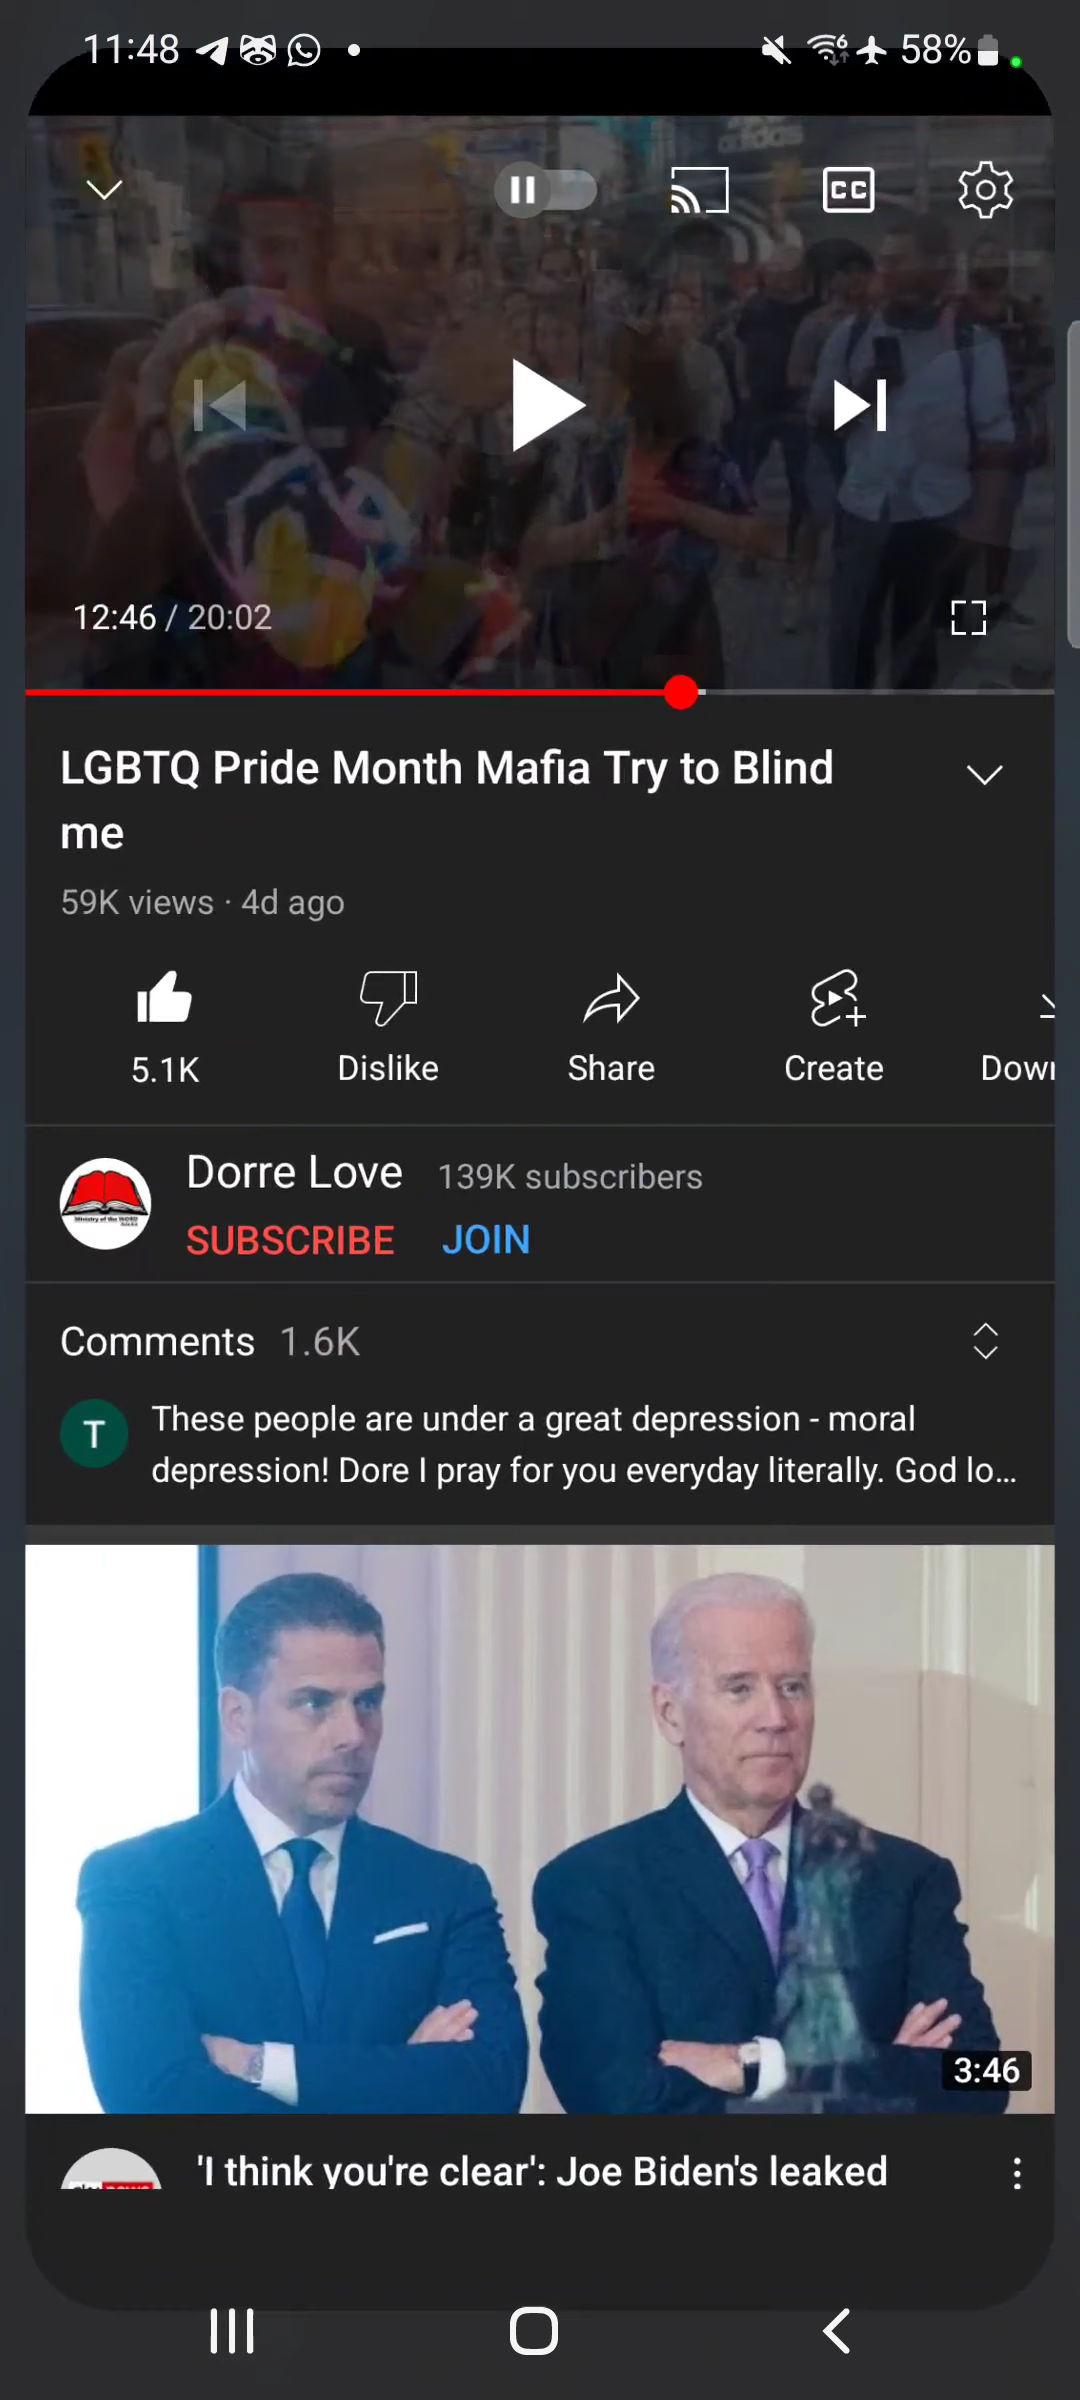 11:48
58%
adidas
CC
12:46 / 20:02
LGBTQ Pride Month Mafia Try to Blind
me
59K views · 4d ago
5.1K
Dislike
Share
Create
Down
Dorre Love 139K subscribers
SUBSCRIBE JOIN
Comments 1.6K
T
These people are under a great depression - moral
depression! Dore I pray for you everyday literally. God lo...
3:46
'I think you're clear': Joe Biden's leaked